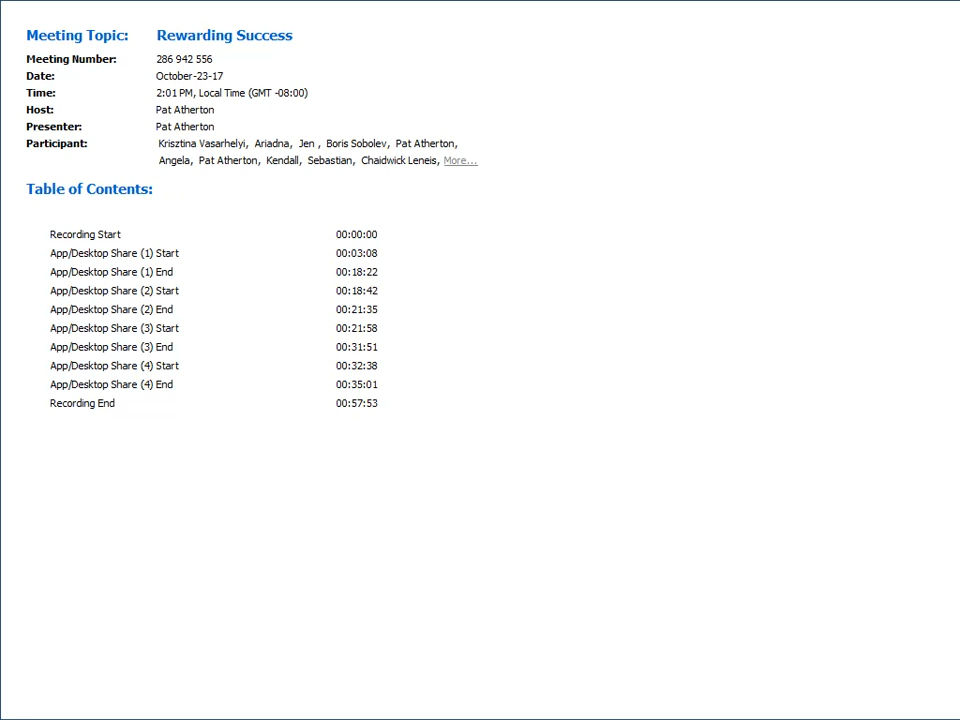 Meeting Topic: Rewarding Success
Meeting Number: 286 942 556
Date: October-23-17
Time: 2:01 PM, Local Time (GMT -08:00)
Host: Pat Atherton
Presenter: Pat Atherton
Participant: Krisztina Vasarhelyi, Ariadna, Jen , Boris Sobolev, Pat Atherton,
Angela, Pat Atherton, Kendall, Sebastian, Chaidwick Leneis, More...
Table of Contents:
Recording Start 00:00:00
App/Desktop Share (1) Start 00:03:08
App/Desktop Share (1) End 00:18:22
App/Desktop Share (2) Start 00:18:42
App/Desktop Share (2) End 00:21:35
App/Desktop Share (3) Start 00:21:58
App/Desktop Share (3) End 00:31:51
App/Desktop Share (4) Start 00:32:38
App/Desktop Share (4) End 00:35:01
Recording End 00:57:53